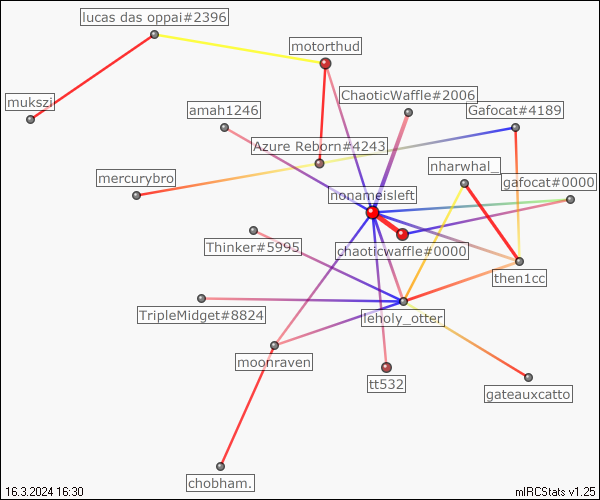 lucas das oppai#2396
motorthud
mukszi
amah1246
ChaoticWaffle#2006
Gafocat#4189
Azure Reborn#4243
nharwhal_
mercurybro
gafocat#0000
nonameisleft
Thinker#5995
chaoticwaffle#0000
then1cc
TripleMidget#8824
leholy_otter
moonraven
tt532
gateauxcatto
chobham.
16.3.2024 16:30
mIRCStats v1.25